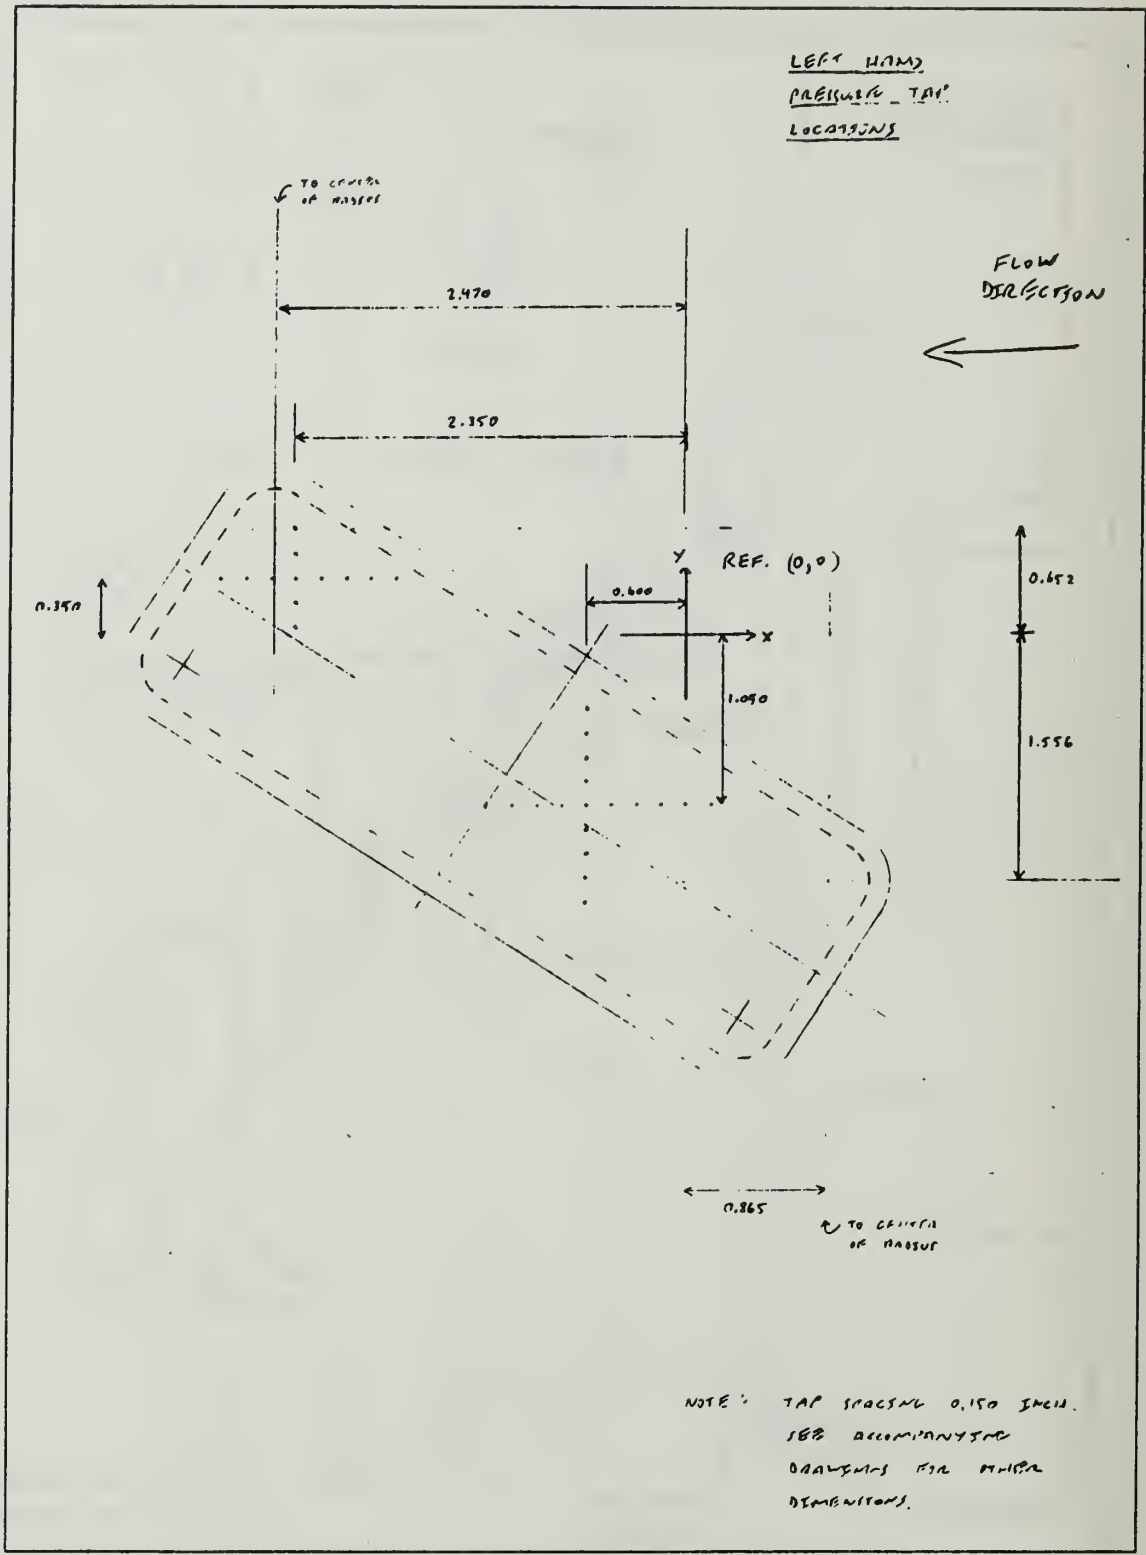 LEFT HAND
PRESSURE TAP
LOCATIONS
TO CENTER
OF RADIUS
FLOW
DIRECTION
2.470
2.350
Y
REF. (0,0)
0.652
0.350
0.600
X
1.050
1.556
0.865
TO CENTER
OF RADIUS
NOTE: TAP SPACING 0.150 INCH.
SEE ACCOMPANYING
DRAWINGS FOR OTHER
DIMENSIONS.